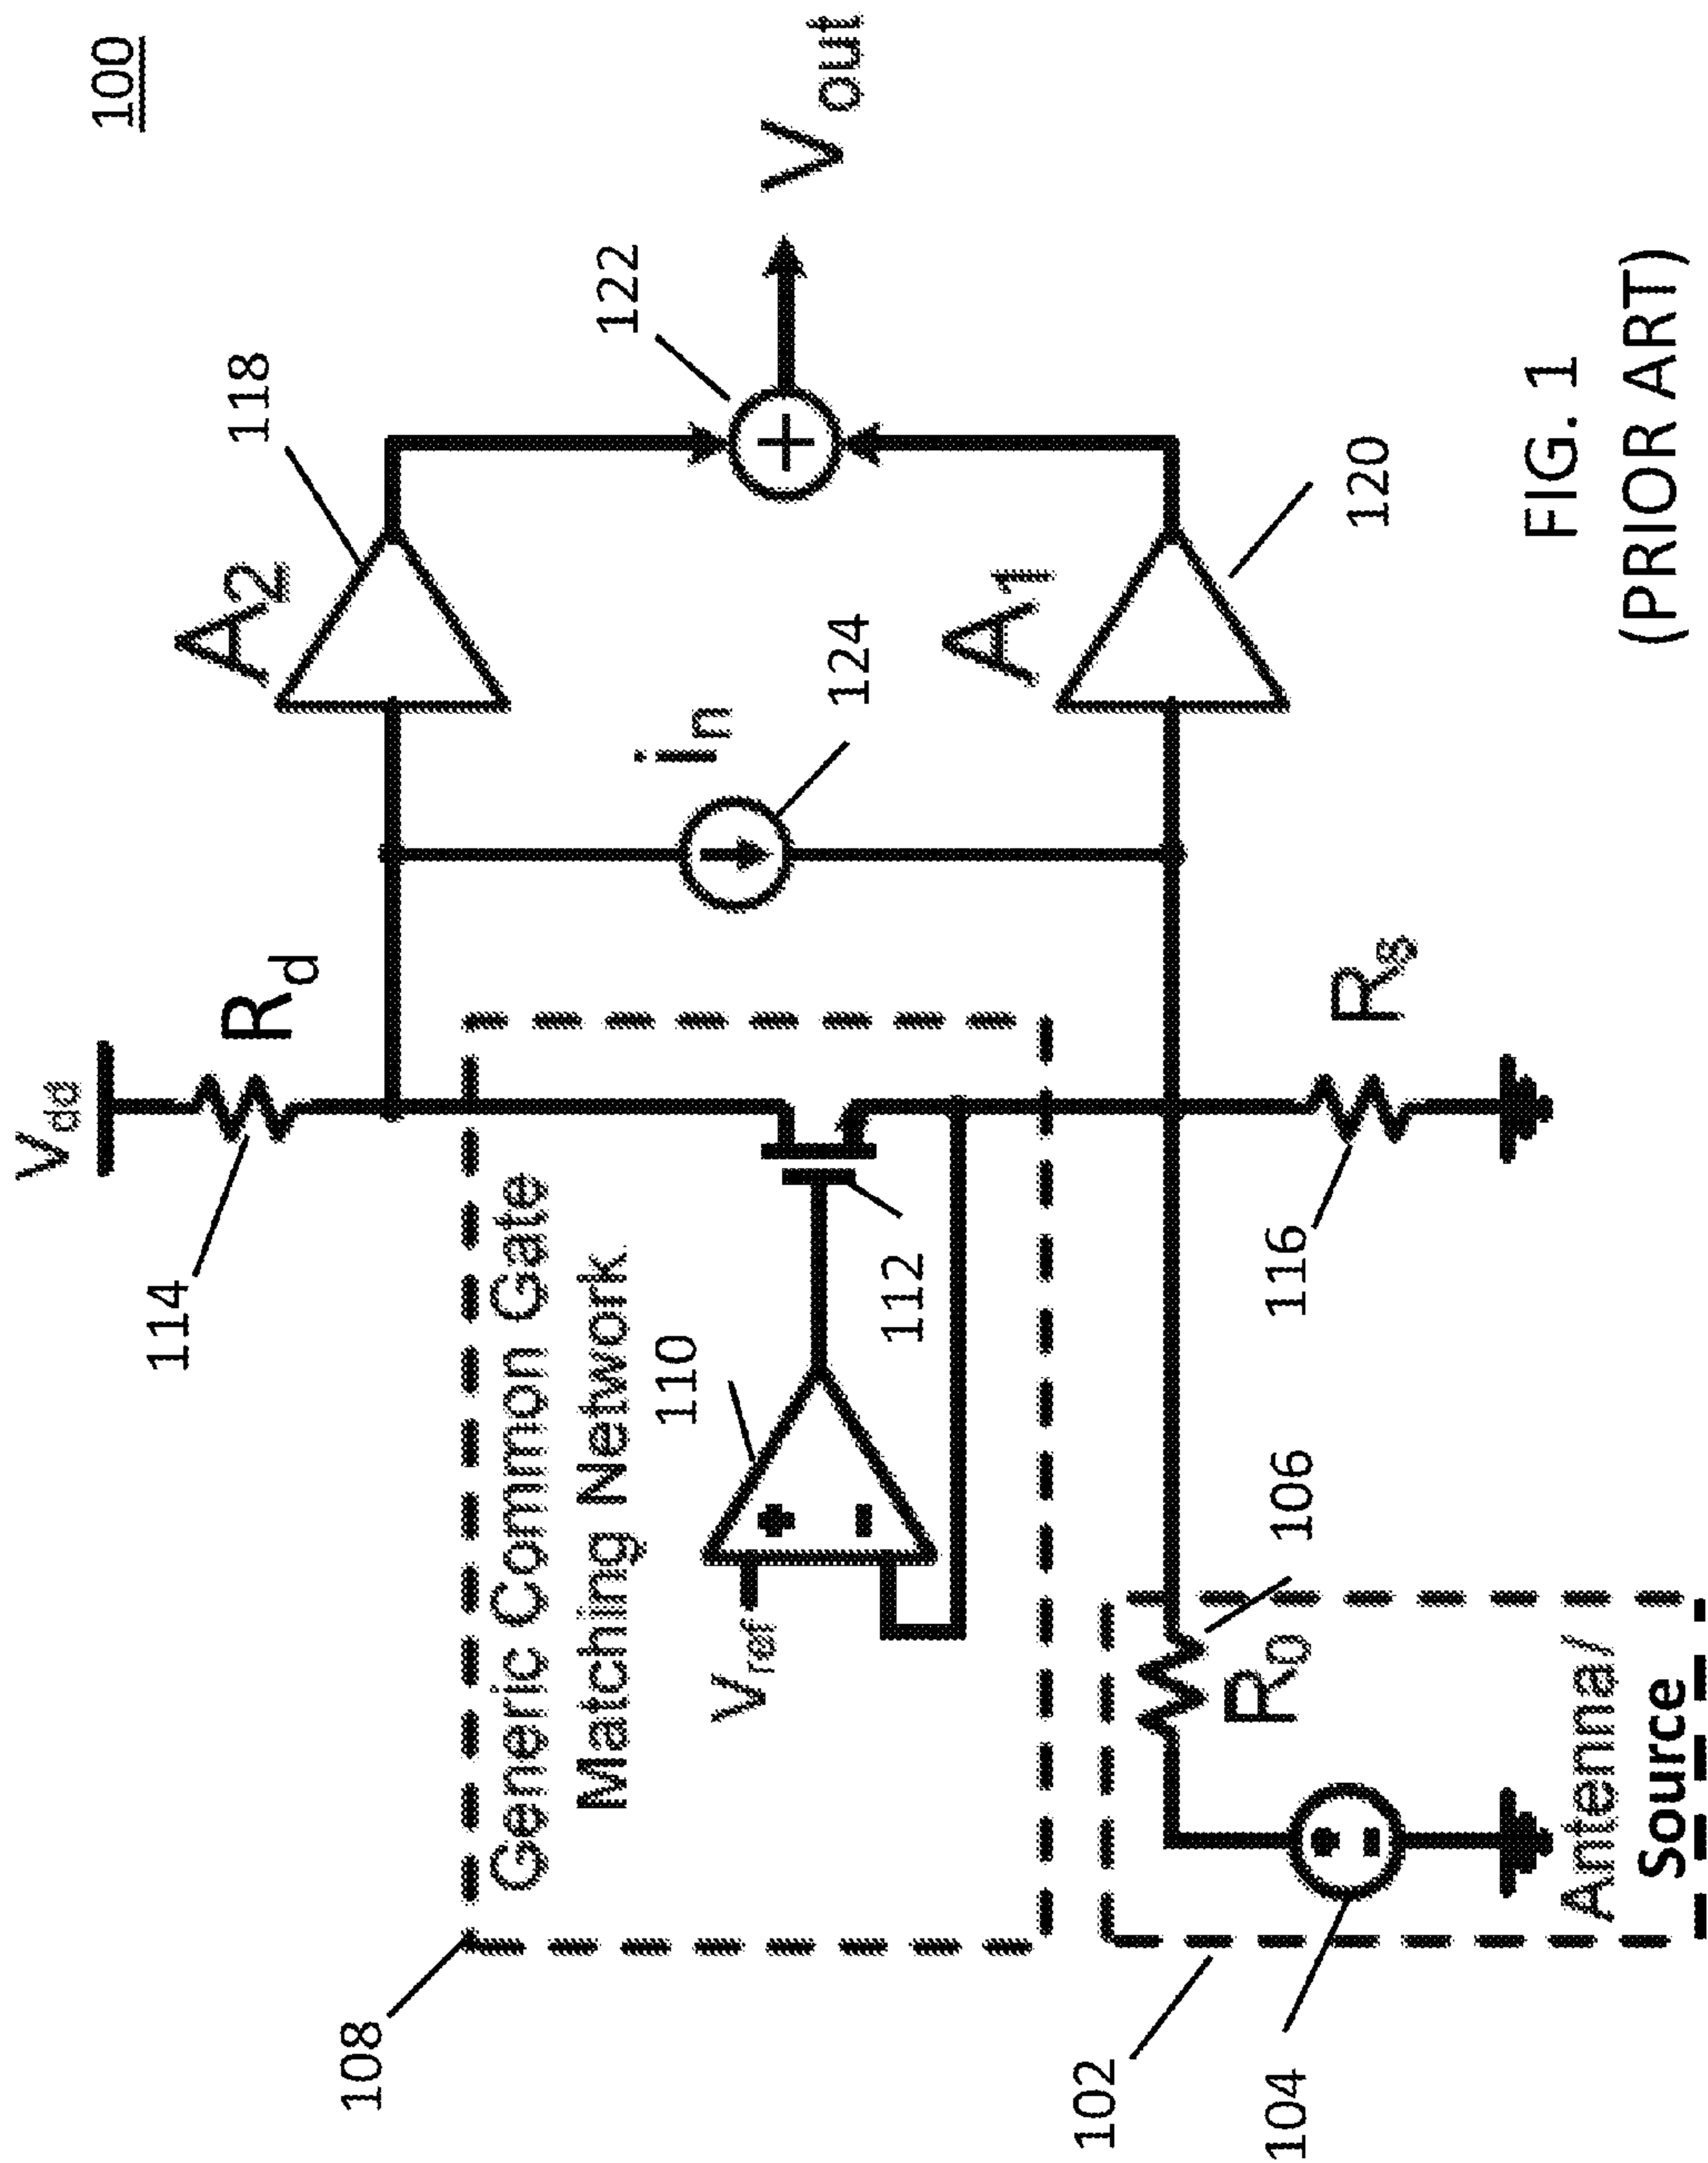 100
Vdd
114
Rd
A2
118
Generic Common Gate
Matching Network
108
110
Vref
+
-
112
in
124
122
+
Vout
A1
120
106
R0
102
104
+
-
Antenna/
Source
116
Rs
FIG. 1
(PRIOR ART)